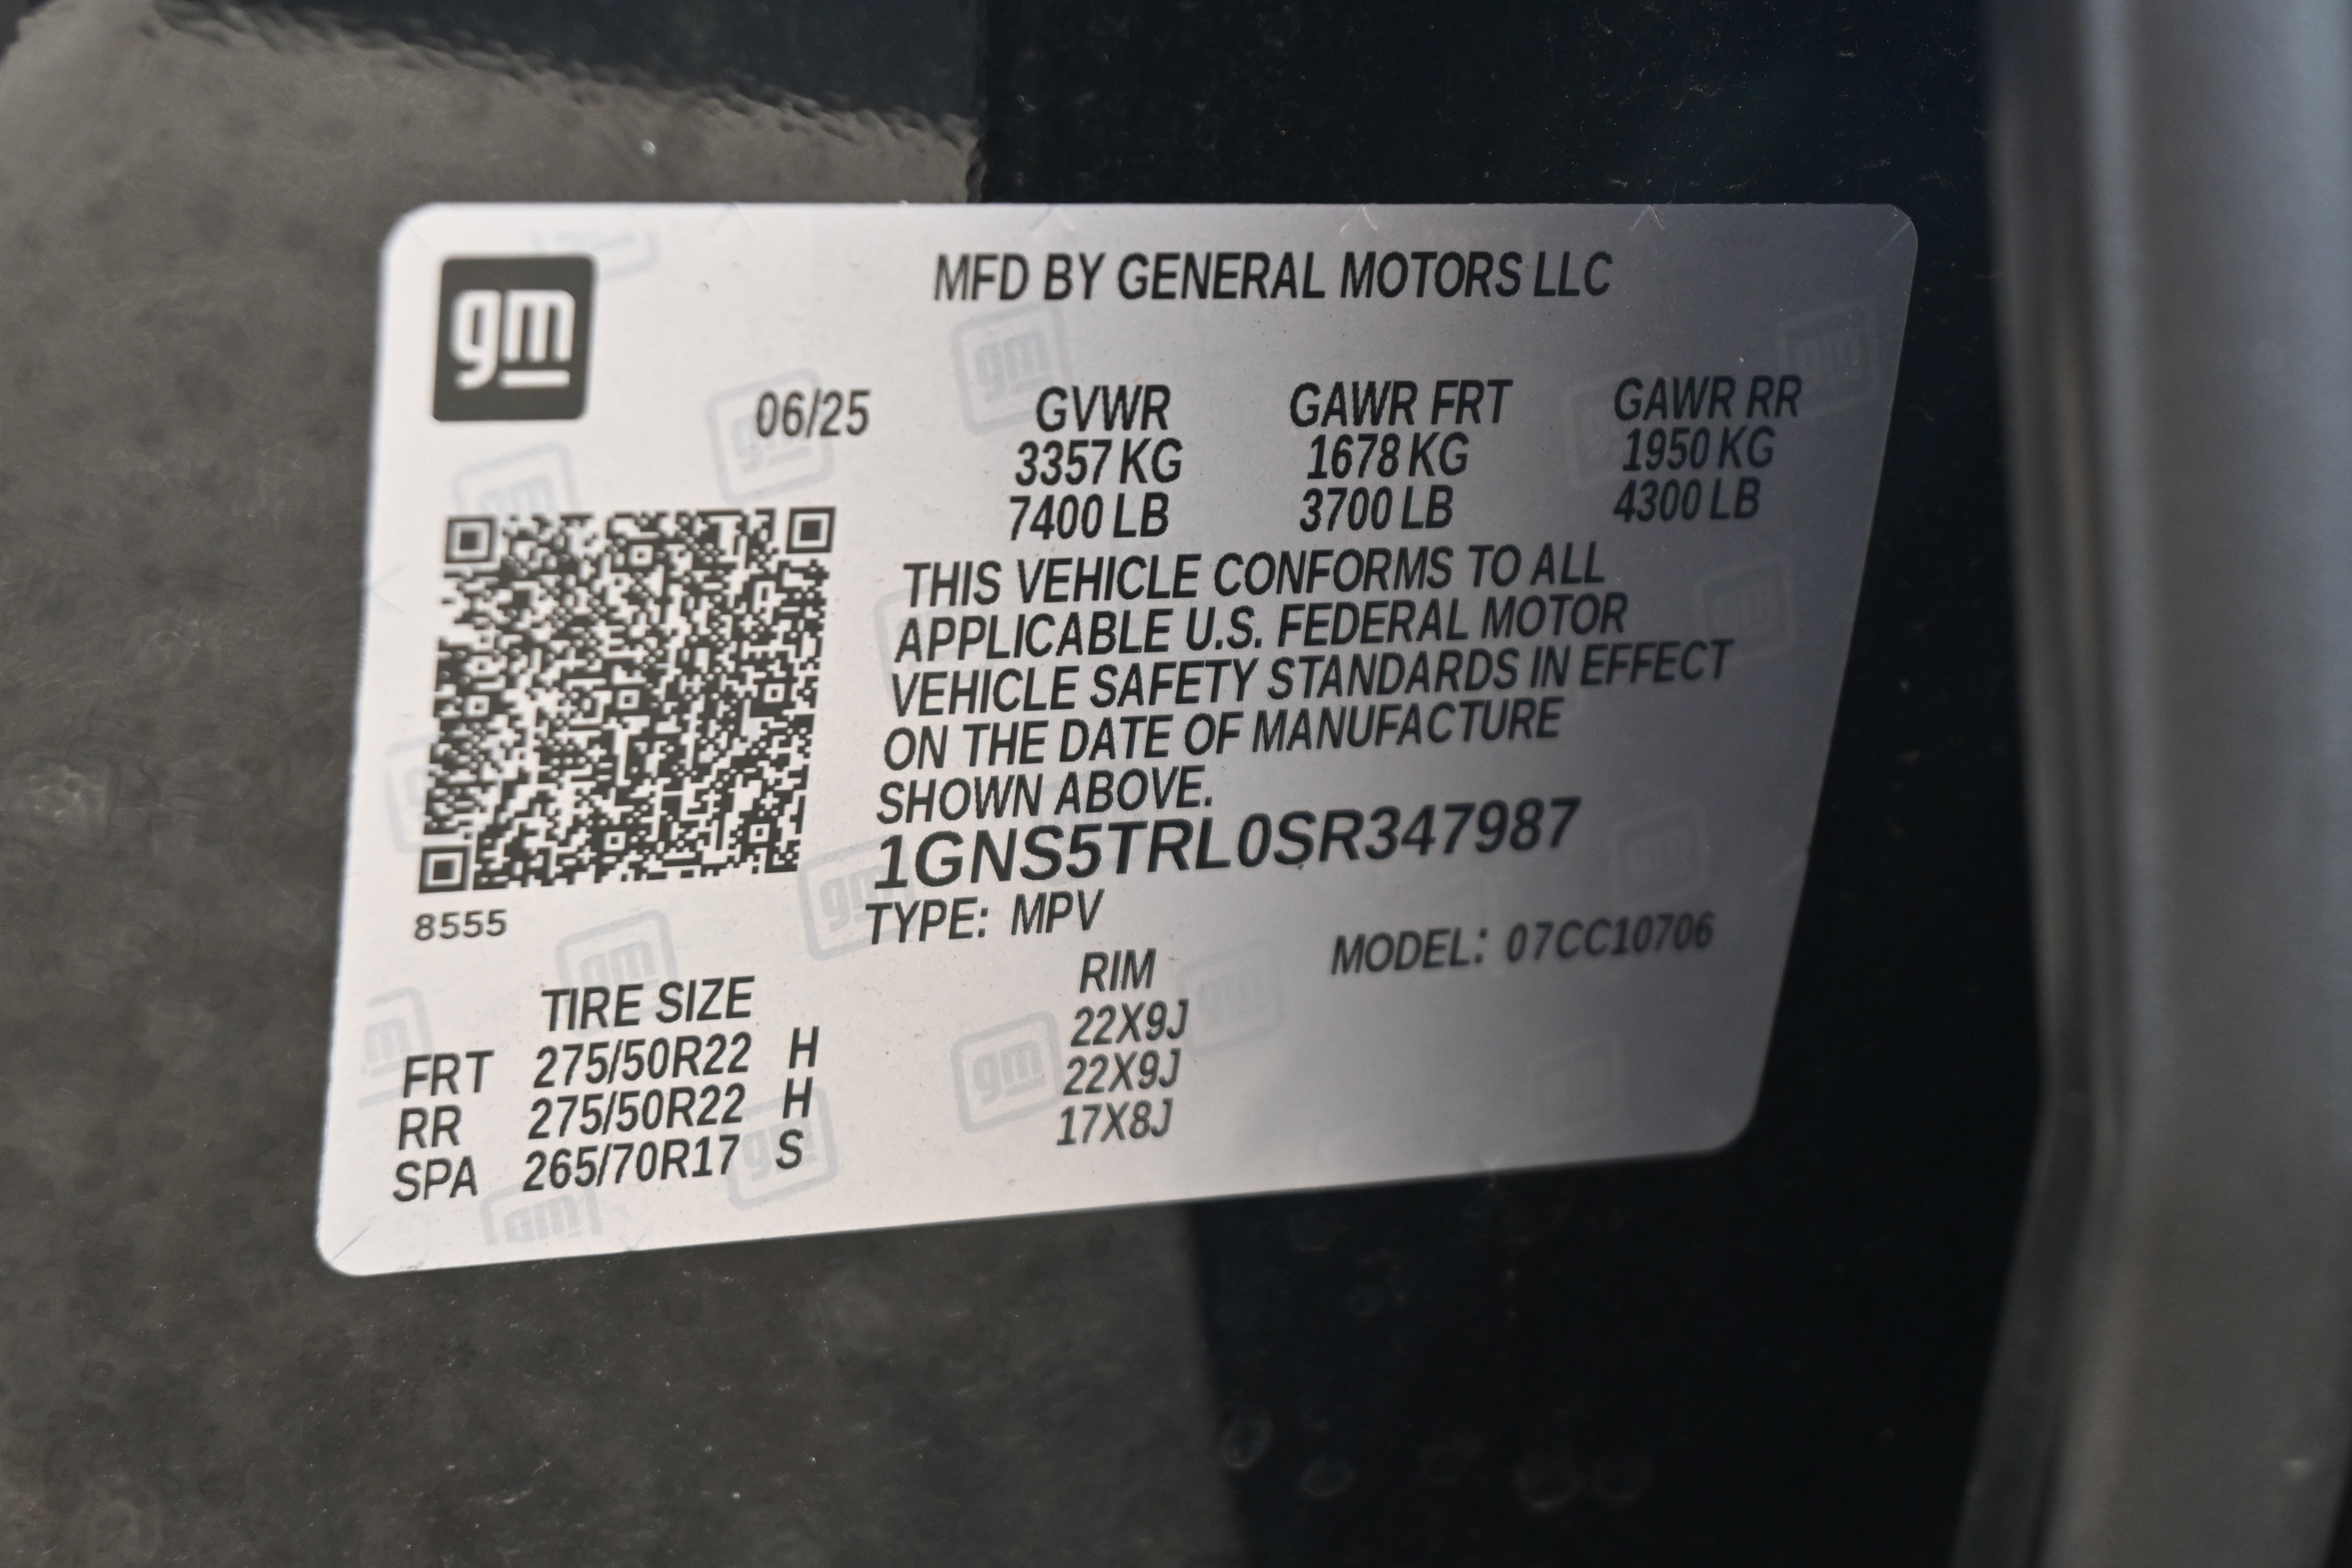 gm
MFD BY GENERAL MOTORS LLC
06/25 GVWR GAWR FRT GAWR RR
3357 KG 1678 KG 1950 KG
7400 LB 3700 LB 4300 LB
THIS VEHICLE CONFORMS TO ALL
APPLICABLE U.S. FEDERAL MOTOR
VEHICLE SAFETY STANDARDS IN EFFECT
ON THE DATE OF MANUFACTURE
SHOWN ABOVE.
1GNS5TRL0SR347987
8555
TYPE: MPV MODEL: 07CC10706
TIRE SIZE RIM
FRT 275/50R22 H 22X9J
RR 275/50R22 H 22X9J
SPA 265/70R17 S 17X8J